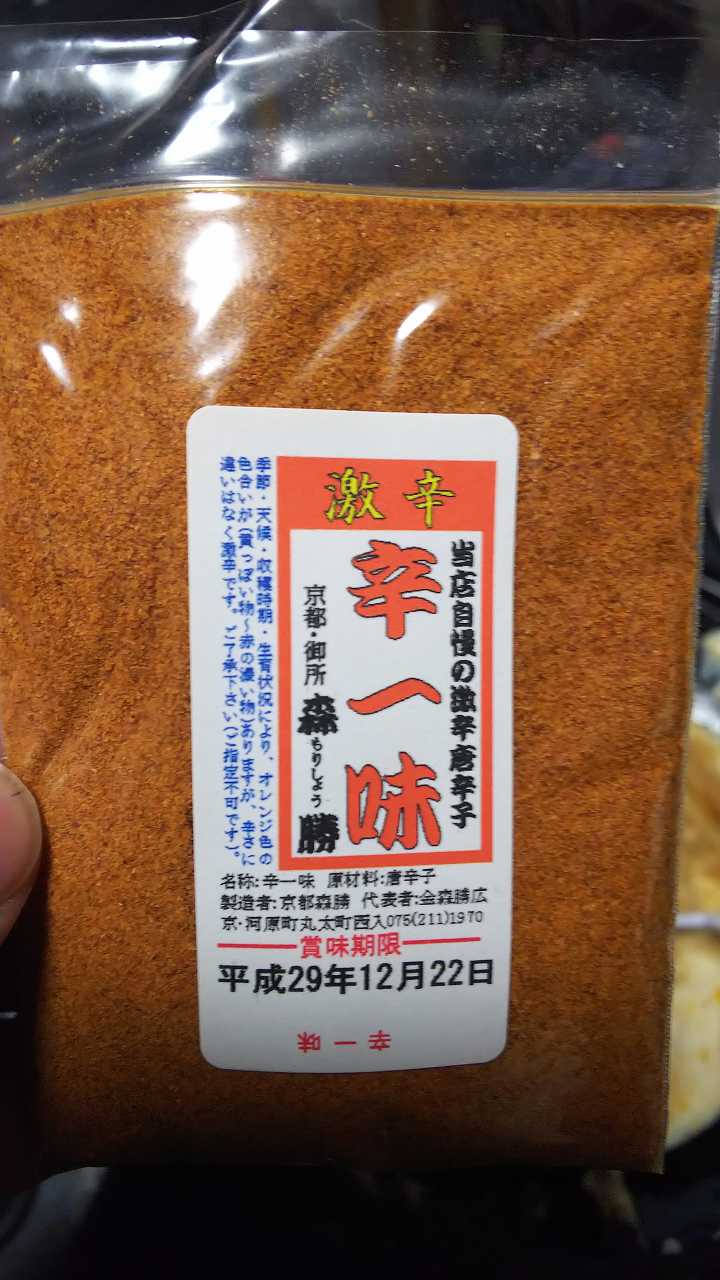 激辛
当店自慢の激辛唐辛子
辛一味
京都・御所 森勝
もりしょう
季節・天候・収穫時期・生育状況により、オレンジ色の
色合いが(黄っぽい物~赤の濃い物)ありますが、辛さに
違いはなく激辛です。ご了承下さい(ご指定不可です)。
名称:辛一味 原材料:唐辛子
製造者:京都森勝 代表者:金森勝広
京・河原町丸太町西入075(211)1970
賞味期限
平成29年12月22日
辛一味